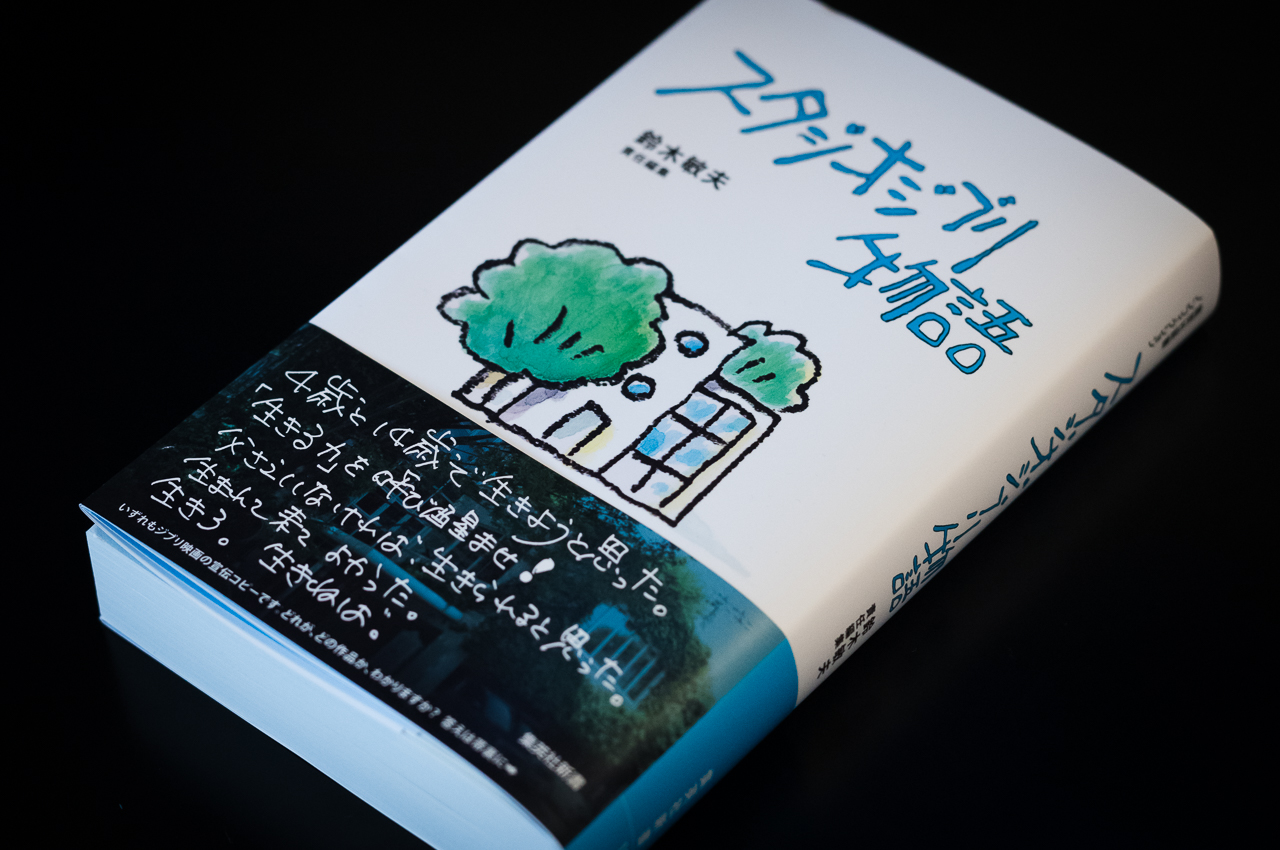 スタジオジブリ
物語
鈴木敏夫
責任編集
4歳と14歳で、生きようと思った。
「生きる力を呼び醒ませ!
父さえいなければ、生きられると思った。
生まれて来てよかった。
生きろ。 生きねば。
いずれもジブリ映画の宣伝コピーです。どれが、どの作品か、わかりますか? 答えは帯裏に➡
集英社新書
スタジオジブリ物語
鈴木敏夫
責任編集